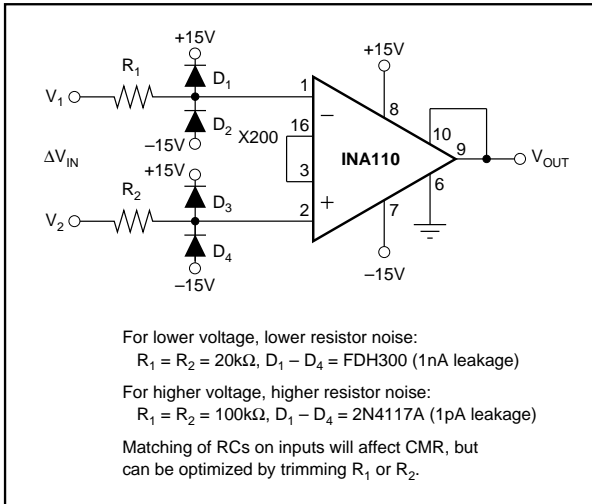 +15V
+15V
R₁
D₁
V₁
1
8
D₂
16
−
10
X200
INA110
9
V_OUT
–15V
ΔV_IN
3
6
+15V
R₂
D₃
+
7
V₂
2
D₄
–15V
–15V
For lower voltage, lower resistor noise:
R₁ = R₂ = 20kΩ, D₁ – D₄ = FDH300 (1nA leakage)
For higher voltage, higher resistor noise:
R₁ = R₂ = 100kΩ, D₁ – D₄ = 2N4117A (1pA leakage)
Matching of RCs on inputs will affect CMR, but
can be optimized by trimming R₁ or R₂.